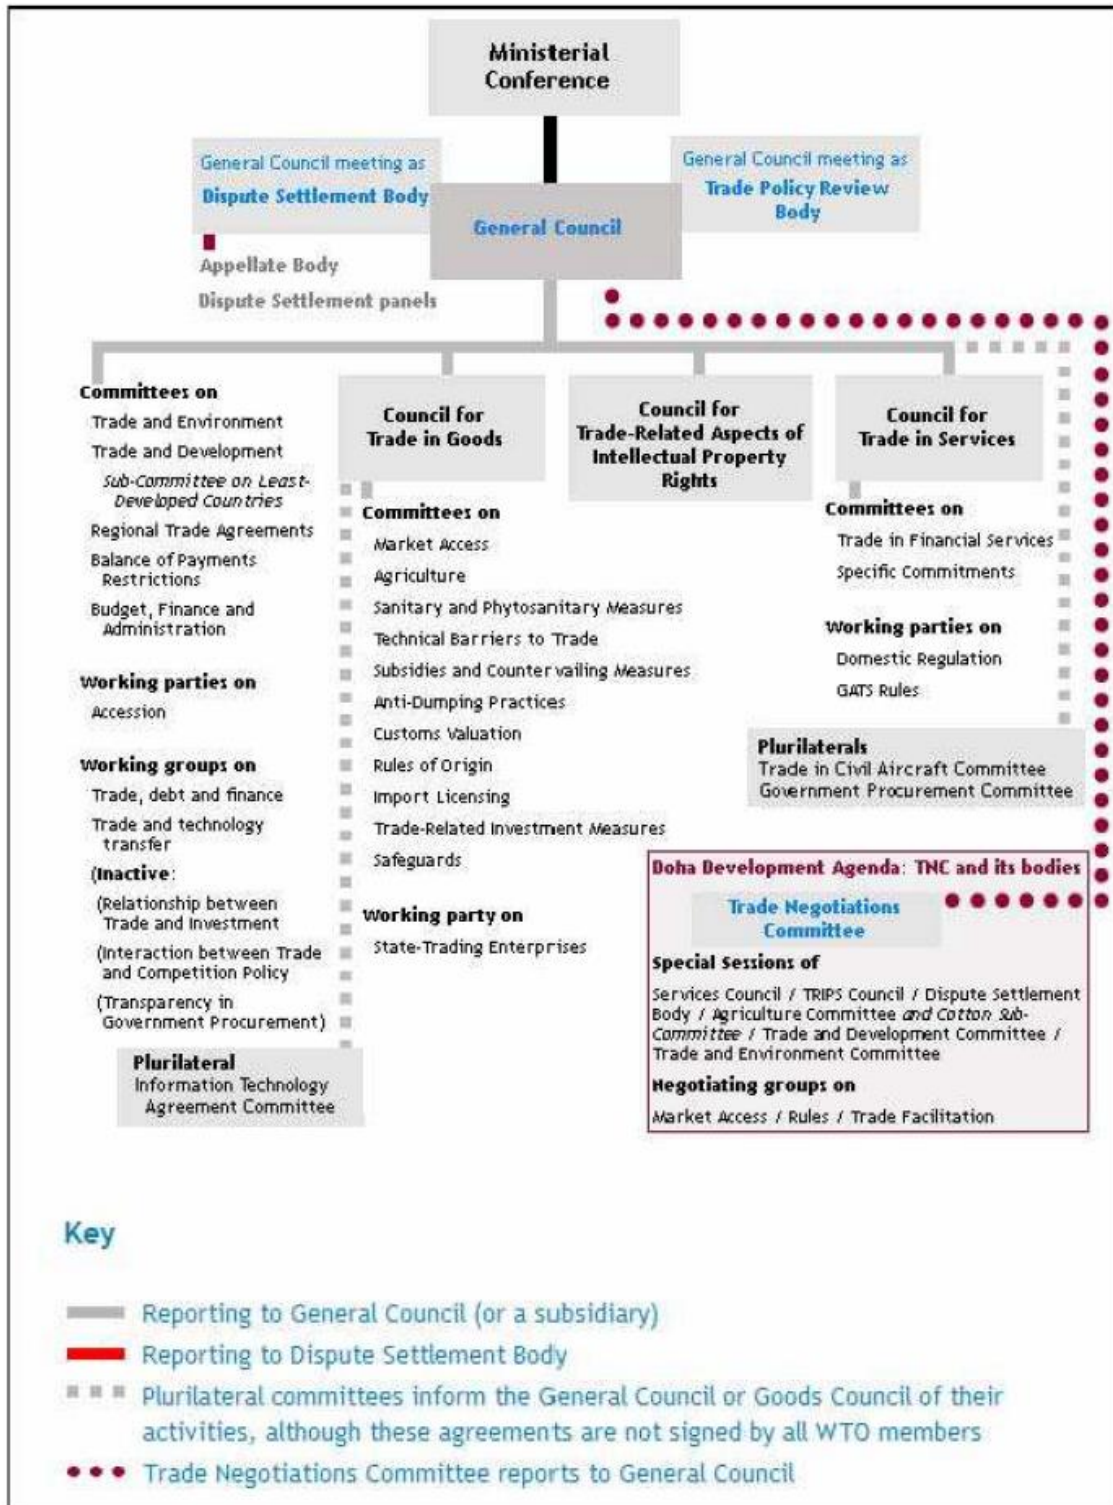 Ministerial
Conference
General Council meeting as
Dispute Settlement Body
General Council meeting as
Trade Policy Review
Body
General Council
Appellate Body
Dispute Settlement panels
Committees on
Trade and Environment
Trade and Development
Sub-Committee on Least-
Developed Countries
Regional Trade Agreements
Balance of Payments
Restrictions
Budget, Finance and
Administration
Working parties on
Accession
Working groups on
Trade, debt and finance
Trade and technology
transfer
(Inactive:
(Relationship between
Trade and Investment
(Interaction between Trade
and Competition Policy
(Transparency in
Government Procurement)
Plurilateral
Information Technology
Agreement Committee
Council for
Trade in Goods
Committees on
Market Access
Agriculture
Sanitary and Phytosanitary Measures
Technical Barriers to Trade
Subsidies and Countervailing Measures
Anti-Dumping Practices
Customs Valuation
Rules of Origin
Import Licensing
Trade-Related Investment Measures
Safeguards
Working party on
State-Trading Enterprises
Council for
Trade-Related Aspects of
Intellectual Property
Rights
Council for
Trade in Services
Committees on
Trade in Financial Services
Specific Commitments
Working parties on
Domestic Regulation
GATS Rules
Plurilaterals
Trade in Civil Aircraft Committee
Government Procurement Committee
Doha Development Agenda: TNC and its bodies
Trade Negotiations
Committee
Special Sessions of
Services Council / TRIPS Council / Dispute Settlement
Body / Agriculture Committee and Cotton Sub-
Committee / Trade and Development Committee /
Trade and Environment Committee
Negotiating groups on
Market Access / Rules / Trade Facilitation
Key
Reporting to General Council (or a subsidiary)
Reporting to Dispute Settlement Body
Plurilateral committees inform the General Council or Goods Council of their
activities, although these agreements are not signed by all WTO members
Trade Negotiations Committee reports to General Council